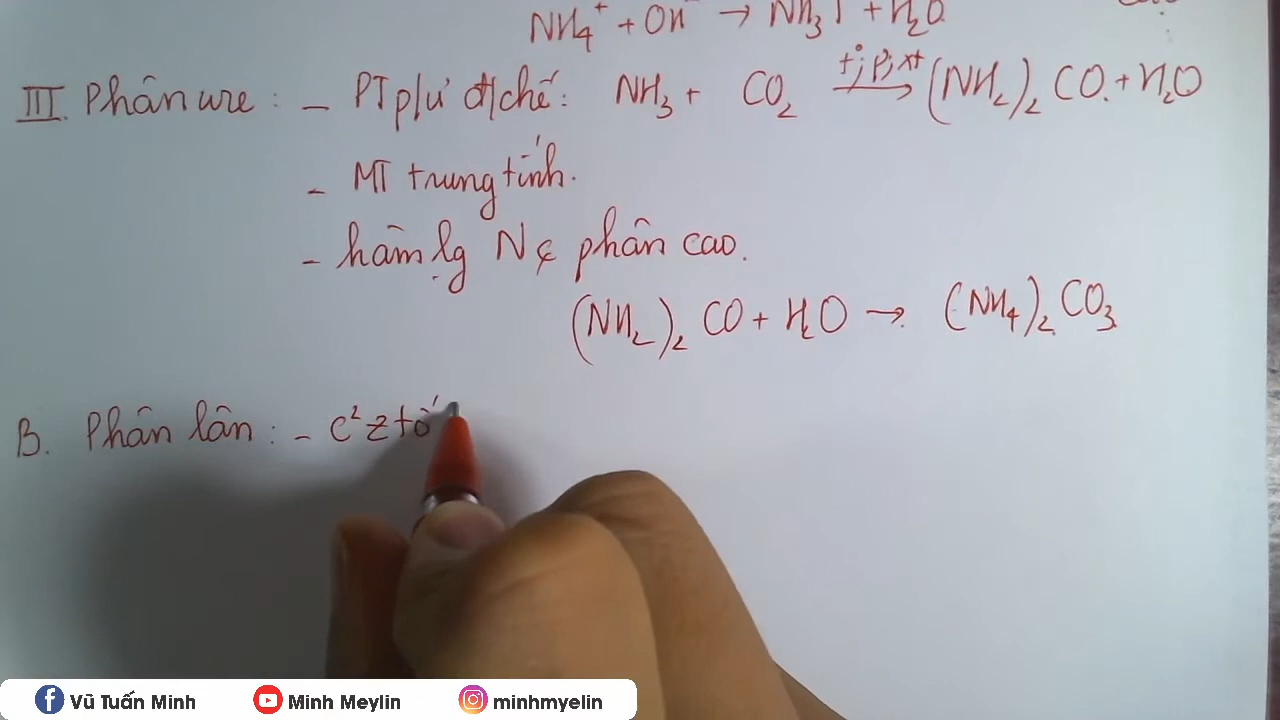 NH₄⁺ + OH⁻ → NH₃↑ + H₂O
III. Phân ure : – PT p/ư đ/chế: NH₃ + CO₂ t°, p, xt→ (NH₂)₂CO + H₂O
– MT trung tính.
– hàm lg N ¢ phân cao.
(NH₂)₂CO + H₂O → (NH₄)₂CO₃
B. Phân lân : – c² z tố
Vũ Tuấn Minh Minh Meylin minhmyelin